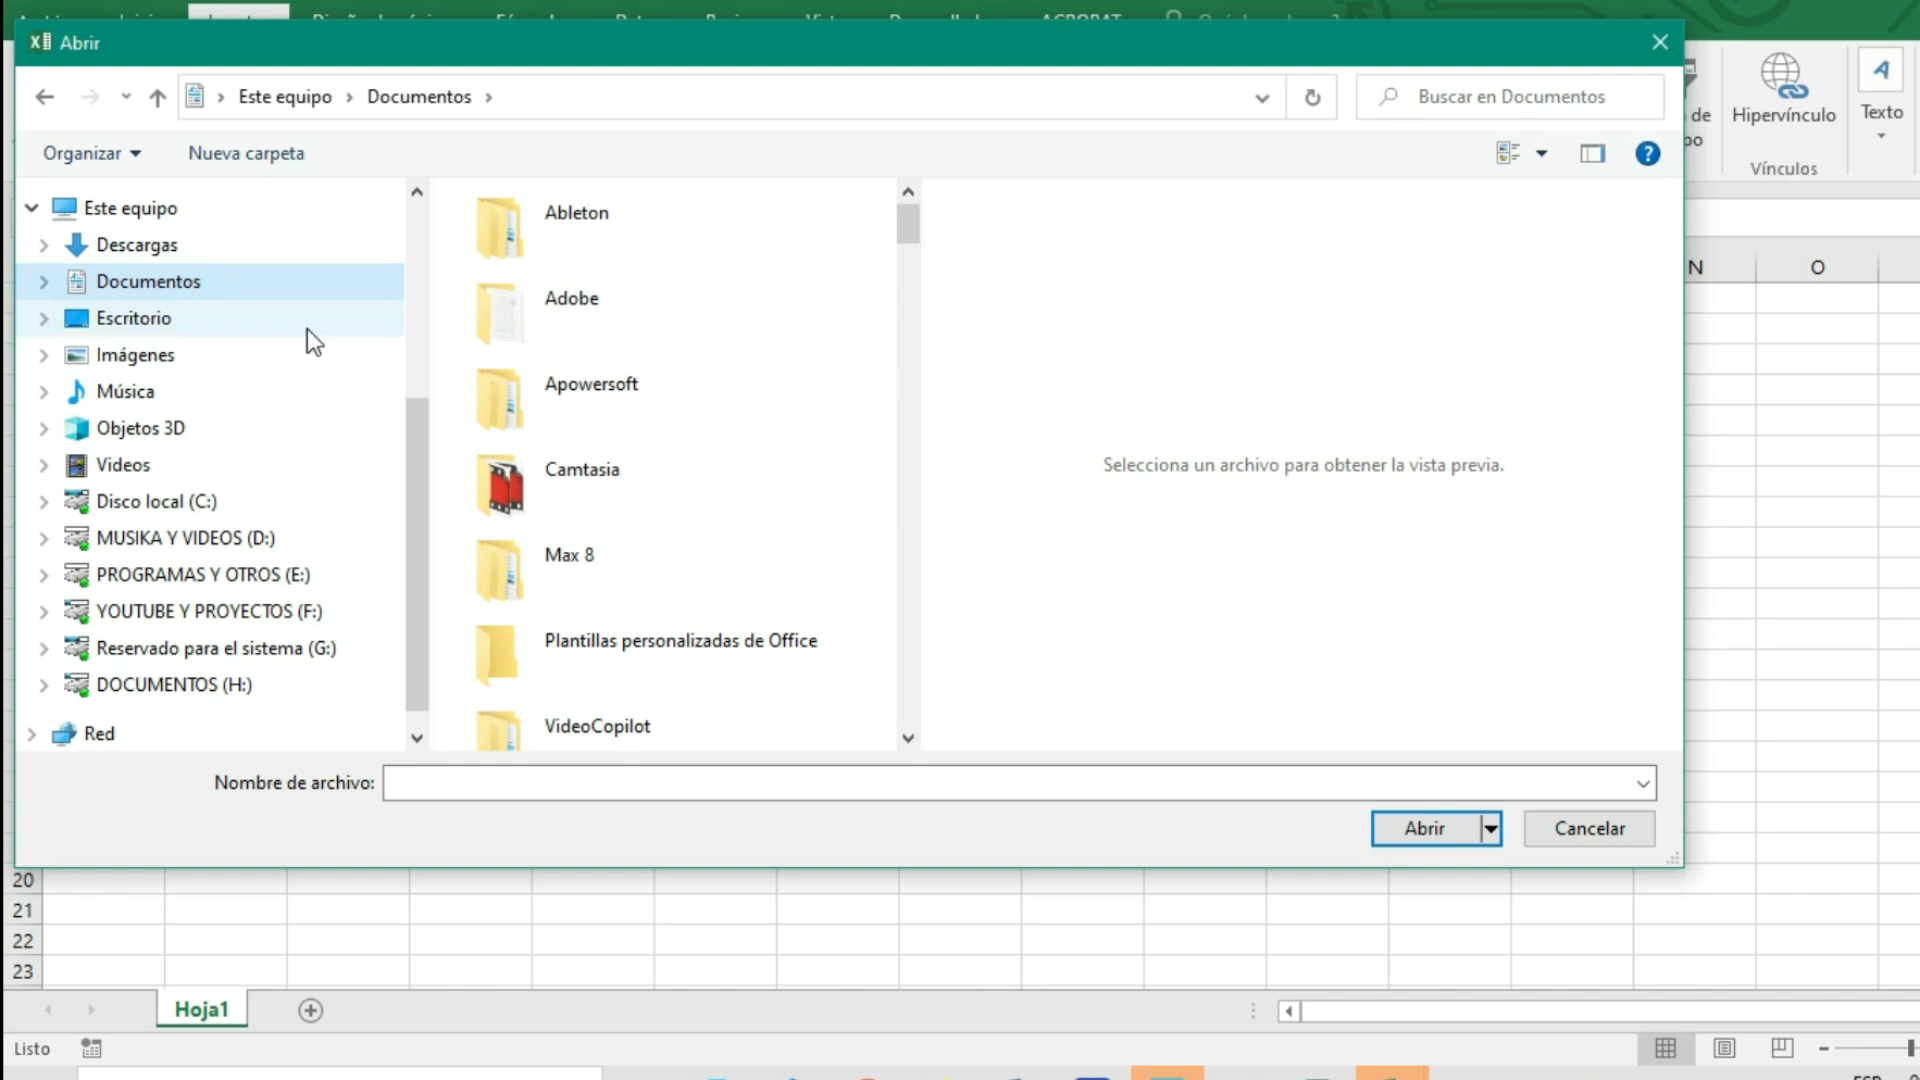 ACROBAT
Abrir
Este equipo
Documentos
Buscar en Documentos
Organizar
Nueva carpeta
Este equipo
Descargas
Documentos
Escritorio
Imágenes
Música
Objetos 3D
Videos
Disco local (C:)
MUSIKA Y VIDEOS (D:)
PROGRAMAS Y OTROS (E:)
YOUTUBE Y PROYECTOS (F:)
Reservado para el sistema (G:)
DOCUMENTOS (H:)
Red
Ableton
Adobe
Apowersoft
Camtasia
Max 8
Plantillas personalizadas de Office
VideoCopilot
Selecciona un archivo para obtener la vista previa.
Nombre de archivo:
Abrir
Cancelar
de
Hipervínculo
Texto
Vínculos
N
O
20
21
22
23
Hoja1
Listo